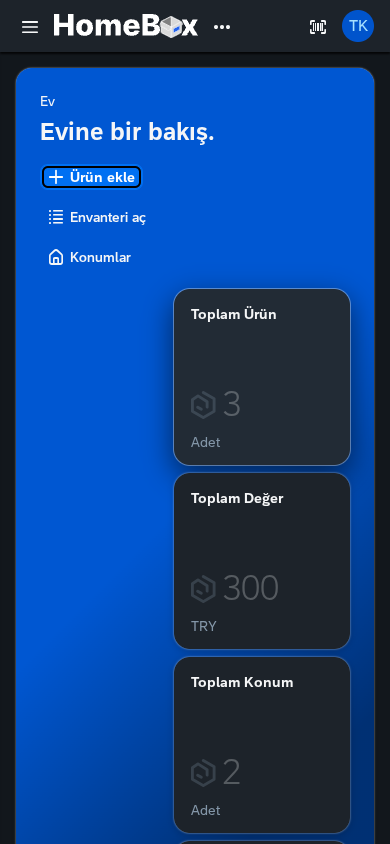 HomeBox
TK
Ev
Evine bir bakış.
Ürün ekle
Envanteri aç
Konumlar
Toplam Ürün
3
Adet
Toplam Değer
300
TRY
Toplam Konum
2
Adet